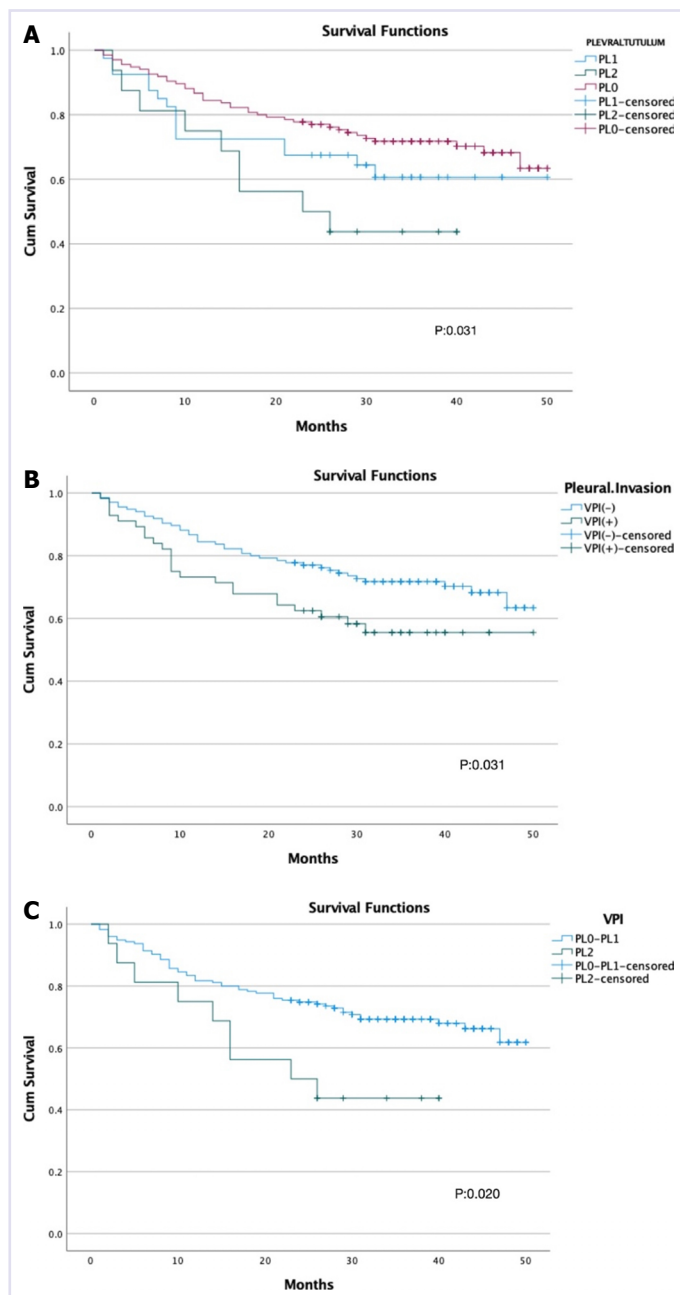 A
Survival Functions
PLEVRALTUTULUM
PL1
PL2
PL0
PL1-censored
PL2-censored
PL0-censored
Cum Survival
1.0
0.8
0.6
0.4
0.2
0.0
P:0.031
0 10 20 30 40 50
Months
B
Survival Functions
Pleural.Invasion
VPI(-)
VPI(+)
VPI(-)-censored
VPI(+)-censored
Cum Survival
1.0
0.8
0.6
0.4
0.2
0.0
P:0.031
0 10 20 30 40 50
Months
C
Survival Functions
VPI
PL0-PL1
PL2
PL0-PL1-censored
PL2-censored
Cum Survival
1.0
0.8
0.6
0.4
0.2
0.0
P:0.020
0 10 20 30 40 50
Months